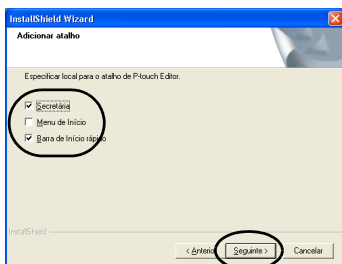 InstallShield Wizard
Adicionar atalho
Especificar local para o atalho de P-touch Editor.
Secretária
Menu de Início
Barra de Início rápido
InstallShield
< Anterior Seguinte > Cancelar